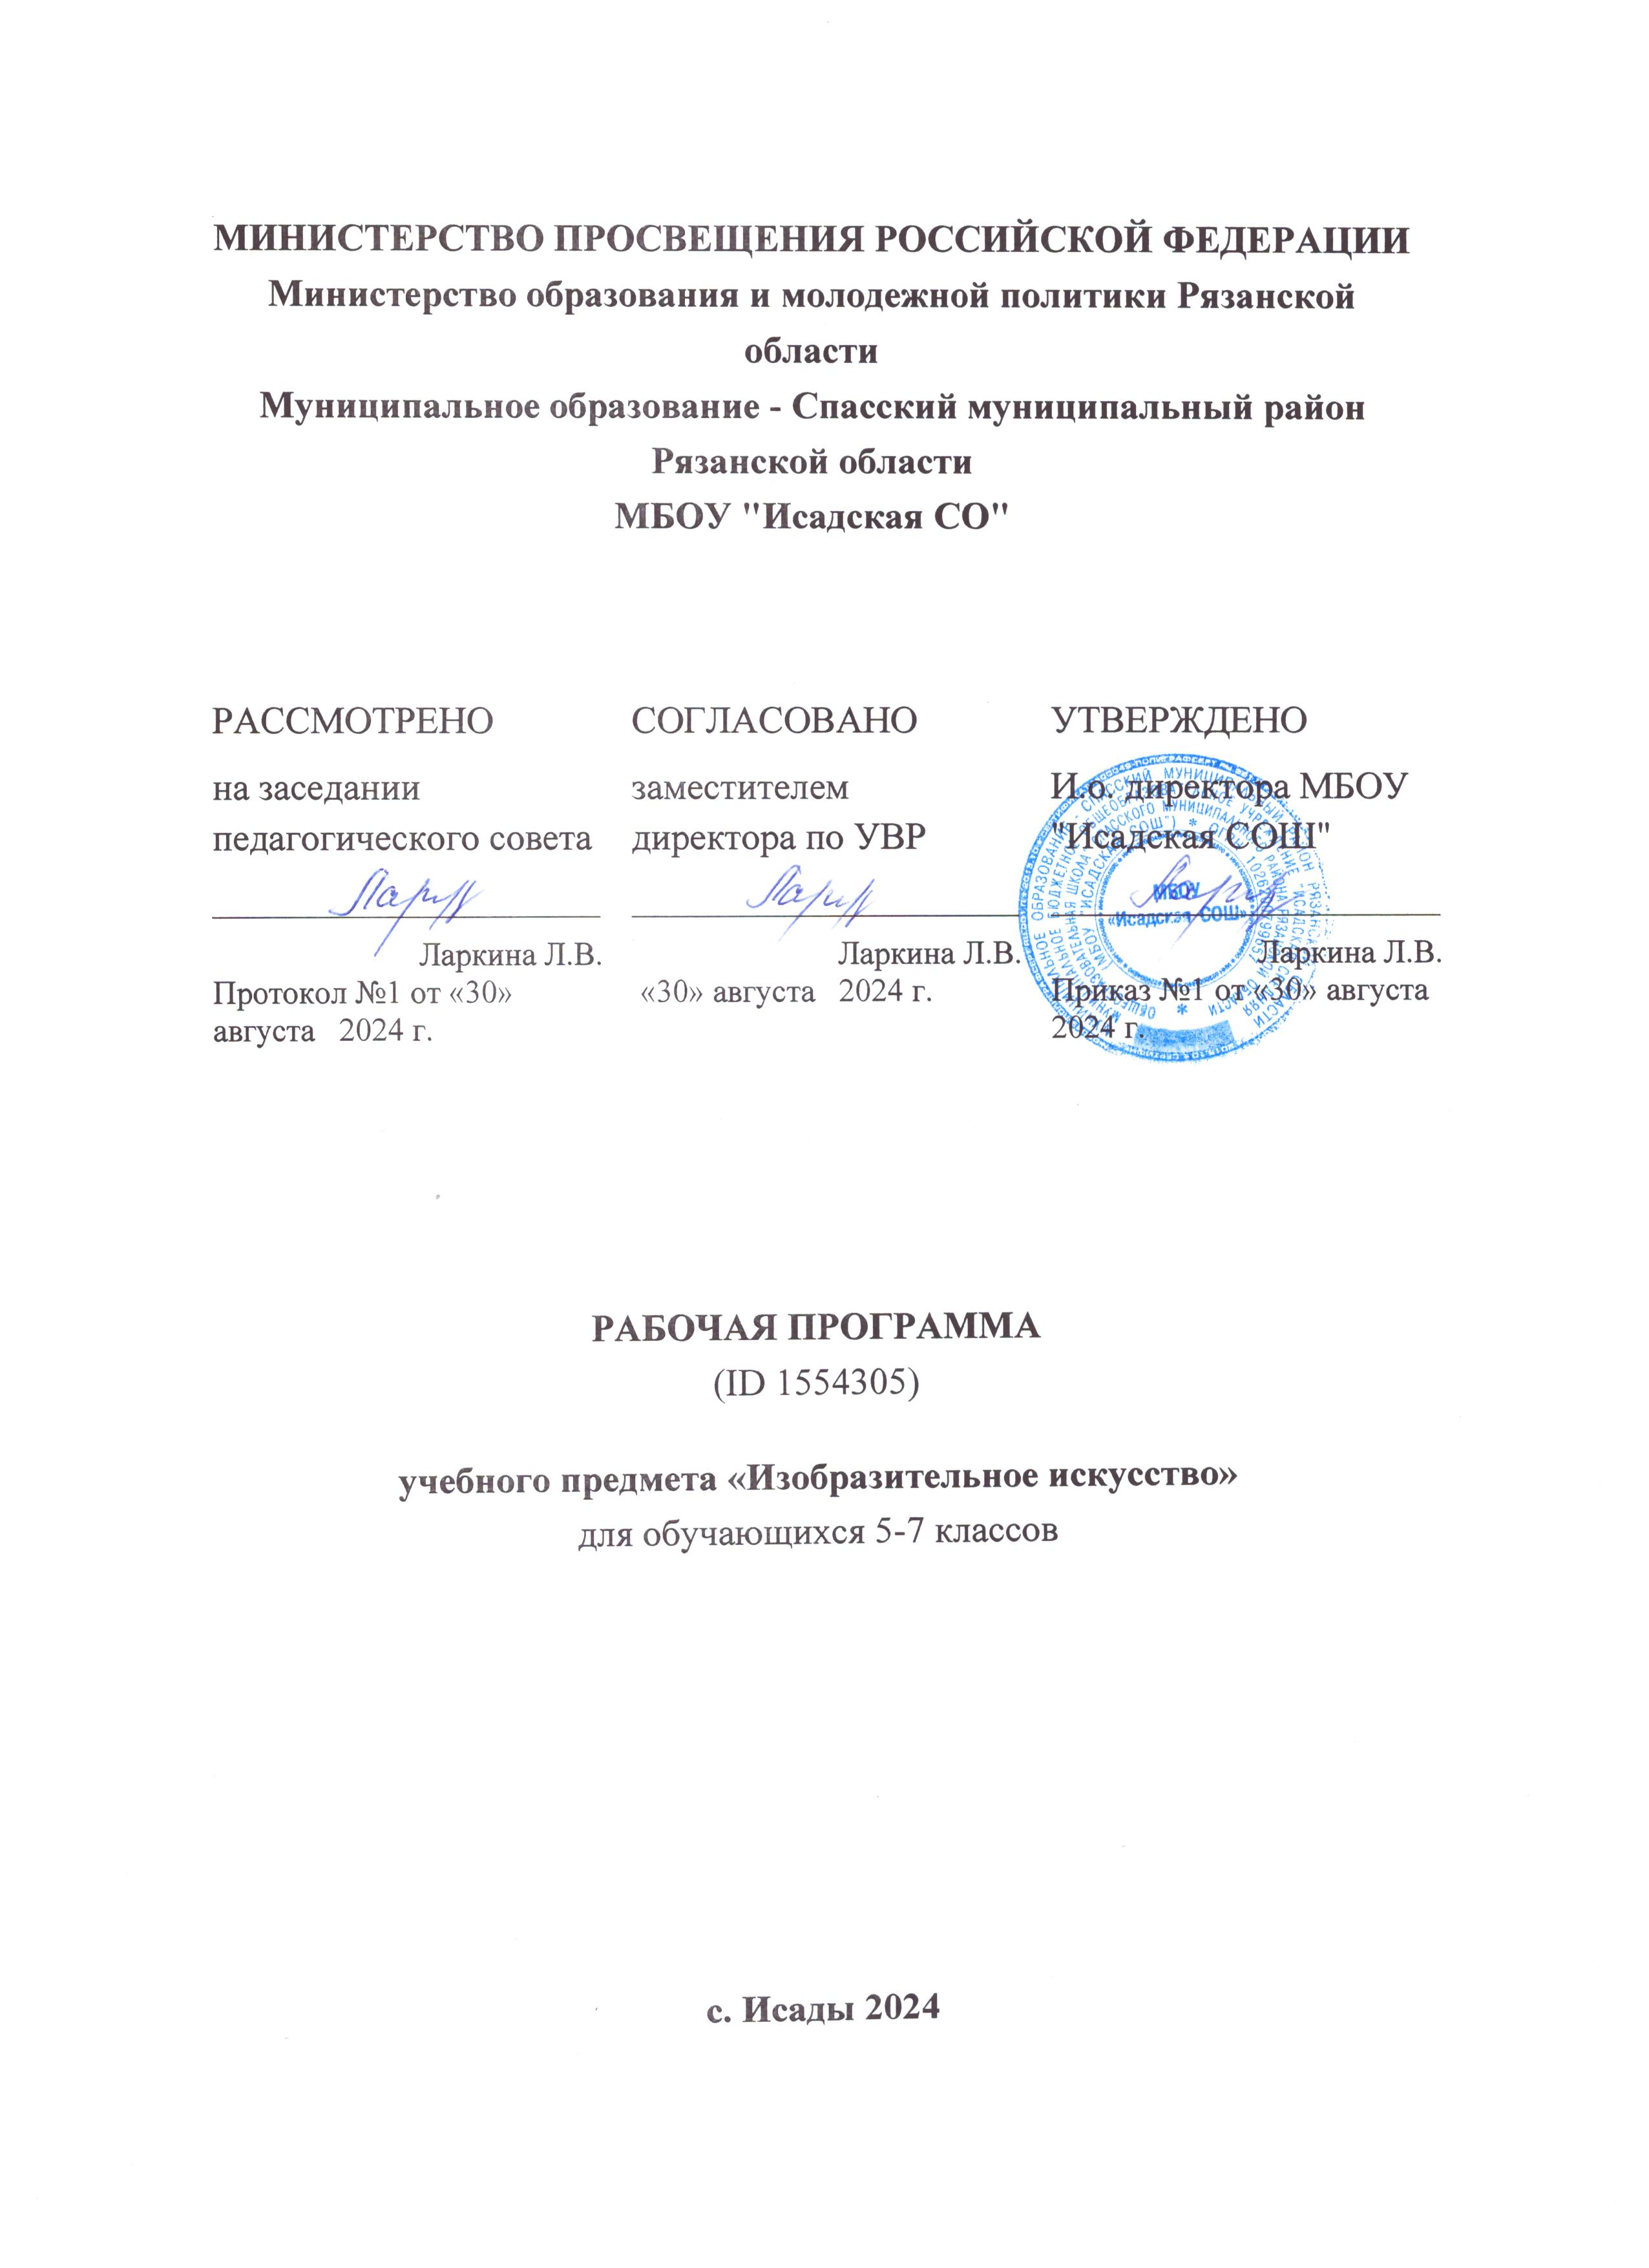 МИНИСТЕРСТВО ПРОСВЕЩЕНИЯ РОССИЙСКОЙ ФЕДЕРАЦИИ
Министерство образования и молодежной политики Рязанской
области
Муниципальное образование - Спасский муниципальный район
Рязанской области
МБОУ "Исадская СО"
РАССМОТРЕНО
на заседании
педагогического совета
Ларкина Л.В.
Протокол №1 от «30»
августа 2024 г.
СОГЛАСОВАНО
заместителем
директора по УВР
Ларкина Л.В.
«30» августа 2024 г.
УТВЕРЖДЕНО
И.о. директора МБОУ
"Исадская СОШ"
МБОУ
«Исадская СОШ»
Ларкина Л.В.
Приказ №1 от «30» августа
2024 г.
РАБОЧАЯ ПРОГРАММА
(ID 1554305)
учебного предмета «Изобразительное искусство»
для обучающихся 5-7 классов
с. Исады 2024